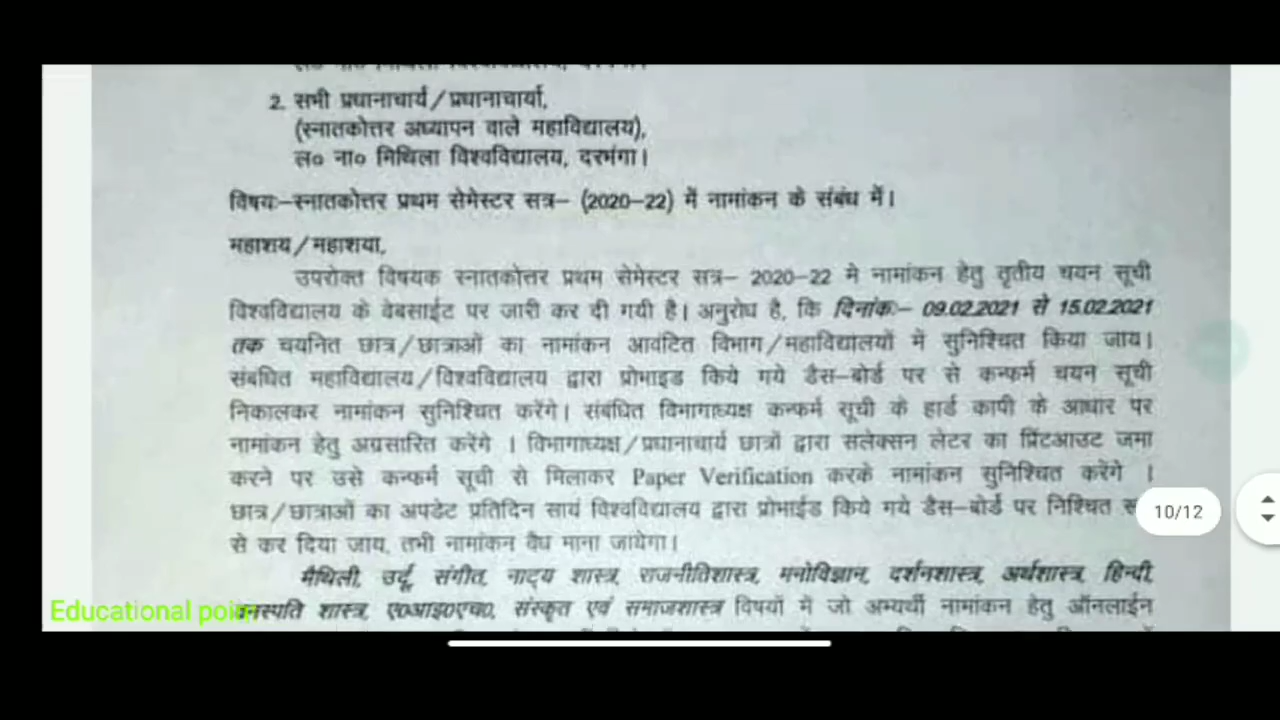 2. सभी प्रधानाचार्य/प्रधानाचार्या,
(स्नातकोत्तर अध्यापन वाले महाविद्यालय),
ल० ना० मिथिला विश्वविद्यालय, दरभंगा।
विषयः–स्नातकोत्तर प्रथम सेमेस्टर सत्र– (2020–22) में नामांकन के संबंध में।
महाशय/महाशया,
उपरोक्त विषयक स्नातकोत्तर प्रथम सेमेस्टर सत्र– 2020–22 मे नामांकन हेतु तृतीय चयन सूची
विश्वविद्यालय के वेबसाईट पर जारी कर दी गयी है। अनुरोध है, कि दिनांकः– 09.02.2021 से 15.02.2021
तक चयनित छात्र/छात्राओं का नामांकन आवंटित विभाग/महाविद्यालयों में सुनिश्चित किया जाय।
संबंधित महाविद्यालय/विश्वविद्यालय द्वारा प्रोभाइड किये गये डैस–बोर्ड पर से कन्फर्म चयन सूची
निकालकर नामांकन सुनिश्चित करेंगे। संबंधित विभागाध्यक्ष कन्फर्म सूची के हार्ड कापी के आधार पर
नामांकन हेतु अग्रसारित करेंगे । विभागाध्यक्ष/प्रधानाचार्य छात्रों द्वारा सलेक्सन लेटर का प्रिंटआउट जमा
करने पर उसे कन्फर्म सूची से मिलाकर Paper Verification करके नामांकन सुनिश्चित करेंगे ।
छात्र/छात्राओं का अपडेट प्रतिदिन सायं विश्वविद्यालय द्वारा प्रोभाईड किये गये डैस–बोर्ड पर निश्चित
10/12
से कर दिया जाय, तभी नामांकन वैध माना जायेगा।
मैथिली, उर्दू, संगीत, नाट्य शास्त्र, राजनीतिशास्त्र, मनोविज्ञान, दर्शनशास्त्र, अर्थशास्त्र, हिन्दी,
Educational point
वनस्पति शास्त्र, ए०आइ०एच०, संस्कृत एवं समाजशास्त्र विषयों में जो अभ्यर्थी नामांकन हेतु ऑनलाईन